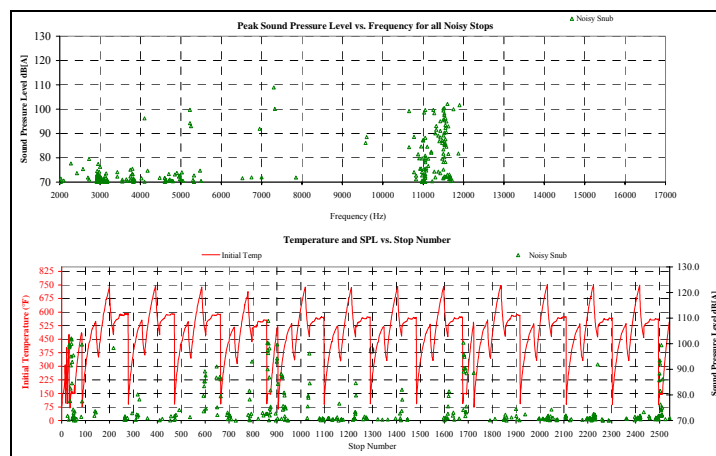 Peak Sound Pressure Level vs. Frequency for all Noisy Stops
Noisy Snub
Sound Pressure Level dB[A]
130
120
110
100
90
80
70
2000 3000 4000 5000 6000 7000 8000 9000 10000 11000 12000 13000 14000 15000 16000 17000
Frequency (Hz)
Temperature and SPL vs. Stop Number
Initial Temp
Noisy Snub
Initial Temperature (°F)
825
750
675
600
525
450
375
300
225
150
75
0
130.0
120.0
110.0
100.0
90.0
80.0
70.0
Sound Pressure Level dB[A]
0 100 200 300 400 500 600 700 800 900 1000 1100 1200 1300 1400 1500 1600 1700 1800 1900 2000 2100 2200 2300 2400 2500
Stop Number